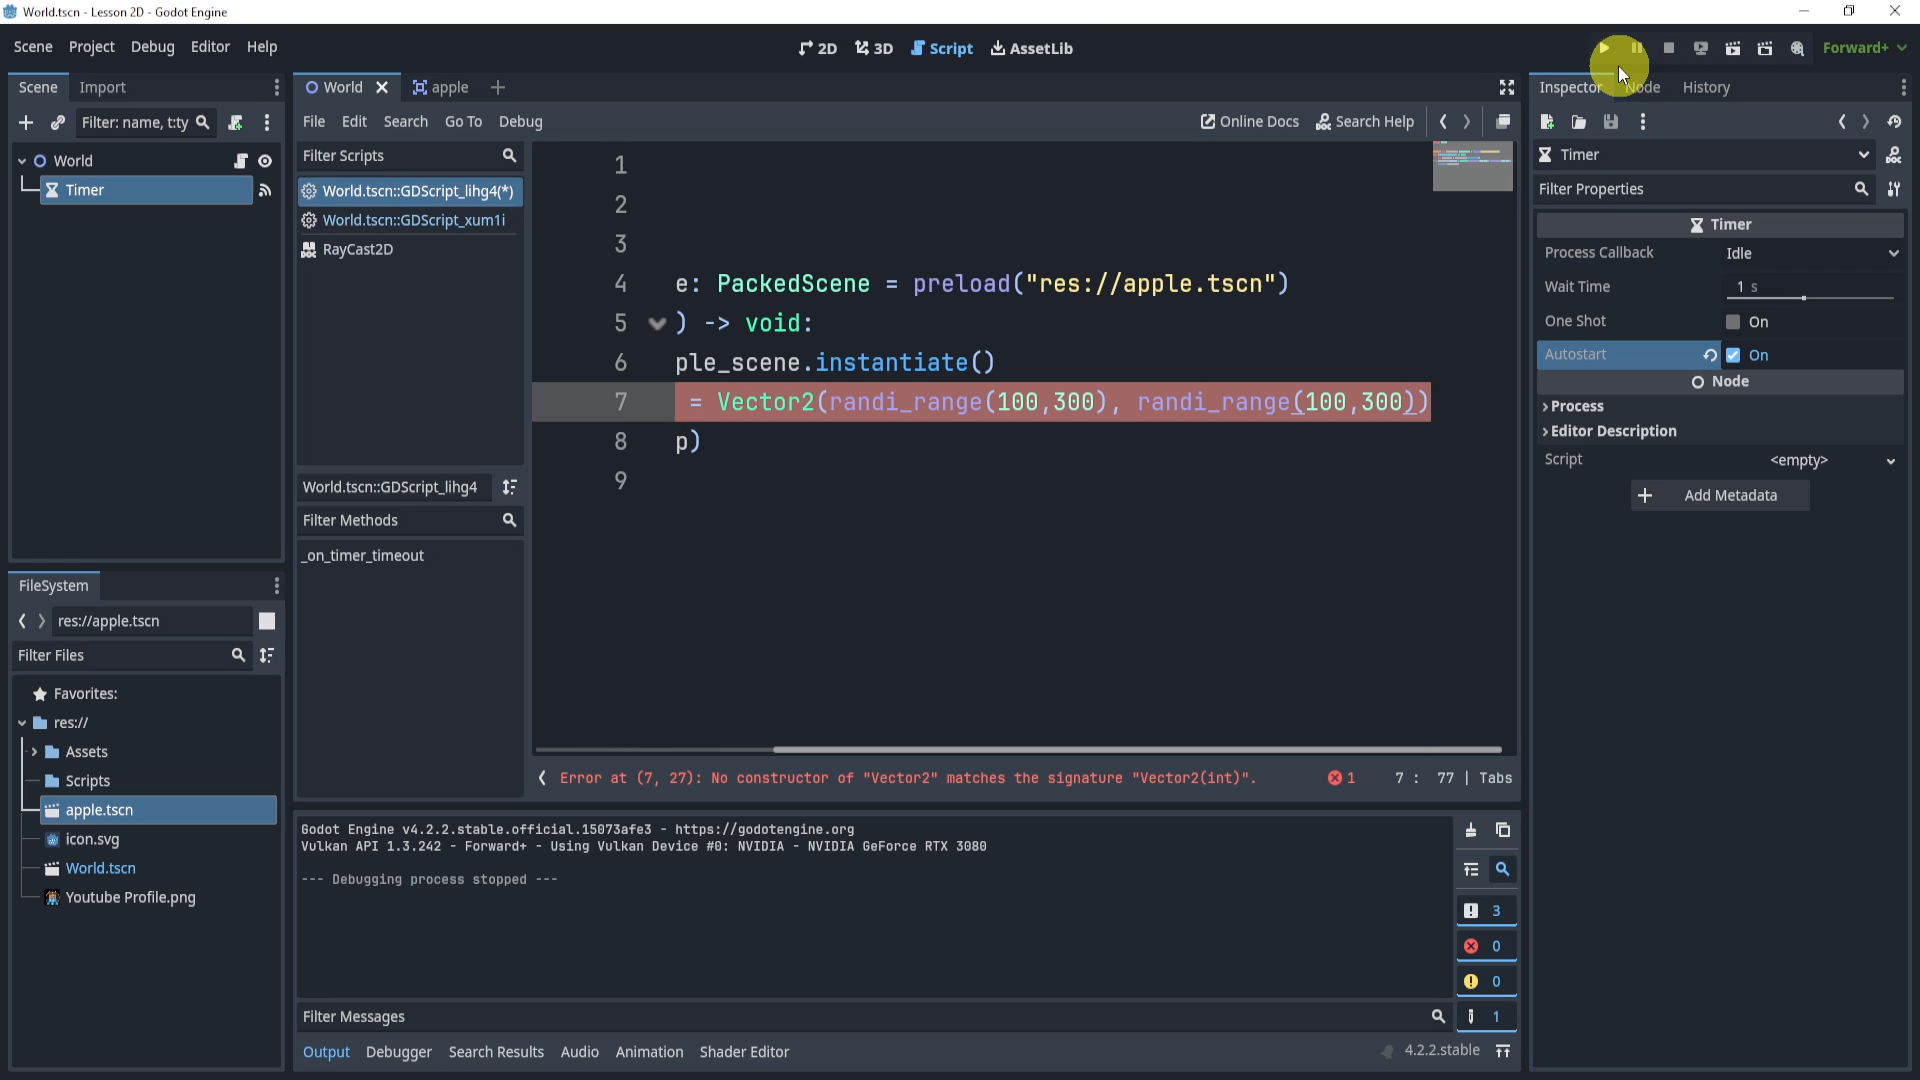 World.tscn - Lesson 2D - Godot Engine
Scene Project Debug Editor Help
2D 3D Script AssetLib
Forward+
Scene Import
Filter: name, t:ty
World
Timer
FileSystem
res://apple.tscn
Filter Files
Favorites:
res://
Assets
Scripts
apple.tscn
icon.svg
World.tscn
Youtube Profile.png
World apple
File Edit Search Go To Debug
Online Docs Search Help
Filter Scripts
World.tscn::GDScript_lihg4(*)
World.tscn::GDScript_xum1i
RayCast2D
World.tscn::GDScript_lihg4
Filter Methods
_on_timer_timeout
1
2
3
4 e: PackedScene = preload("res://apple.tscn")
5 ) -> void:
6 ple_scene.instantiate()
7 = Vector2(randi_range(100,300), randi_range(100,300))
8 p)
9
Error at (7, 27): No constructor of "Vector2" matches the signature "Vector2(int)". 1 7 : 77 | Tabs
Godot Engine v4.2.2.stable.official.15073afe3 - https://godotengine.org
Vulkan API 1.3.242 - Forward+ - Using Vulkan Device #0: NVIDIA - NVIDIA GeForce RTX 3080
--- Debugging process stopped ---
3
0
0
1
Filter Messages
Output Debugger Search Results Audio Animation Shader Editor
4.2.2.stable
Inspector Node History
Timer
Filter Properties
Timer
Process Callback Idle
Wait Time 1 s
One Shot On
Autostart On
Node
Process
Editor Description
Script <empty>
Add Metadata